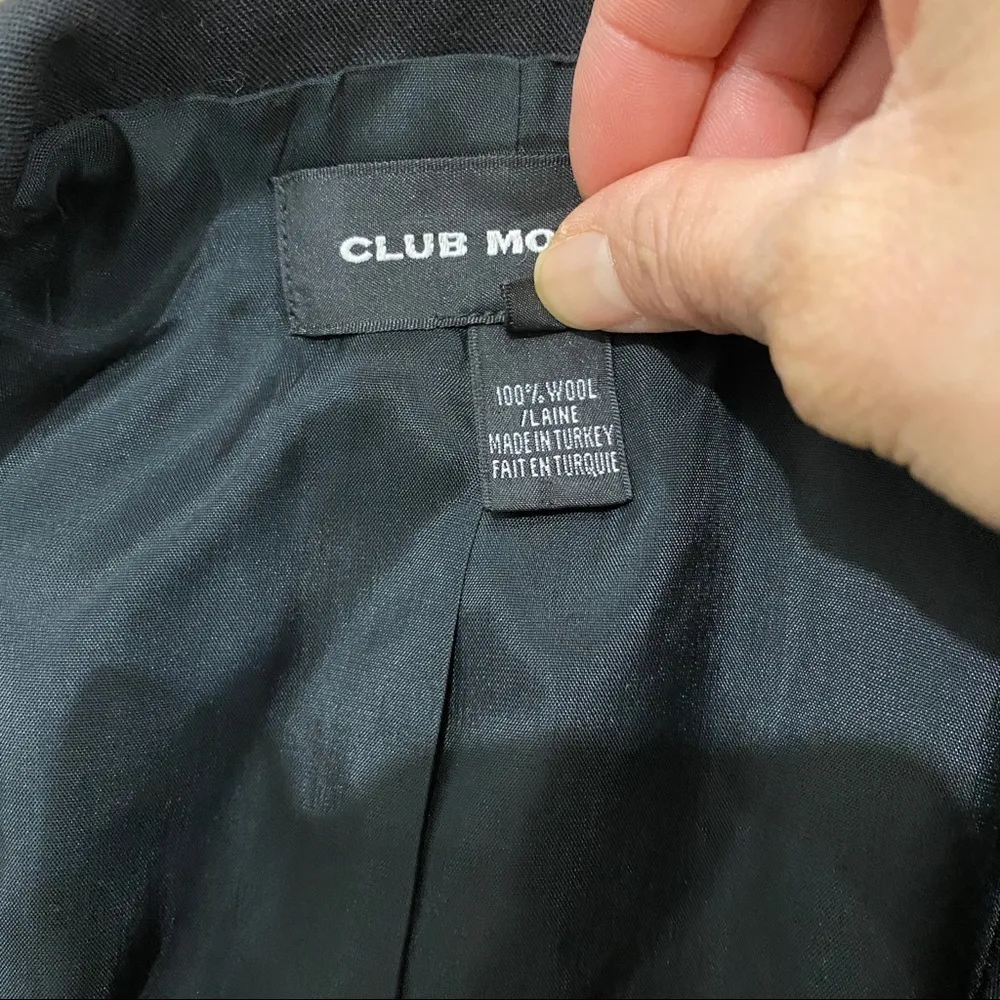 CLUB MO
100% WOOL
/LAINE
MADE IN TURKEY
FAIT EN TURQUIE